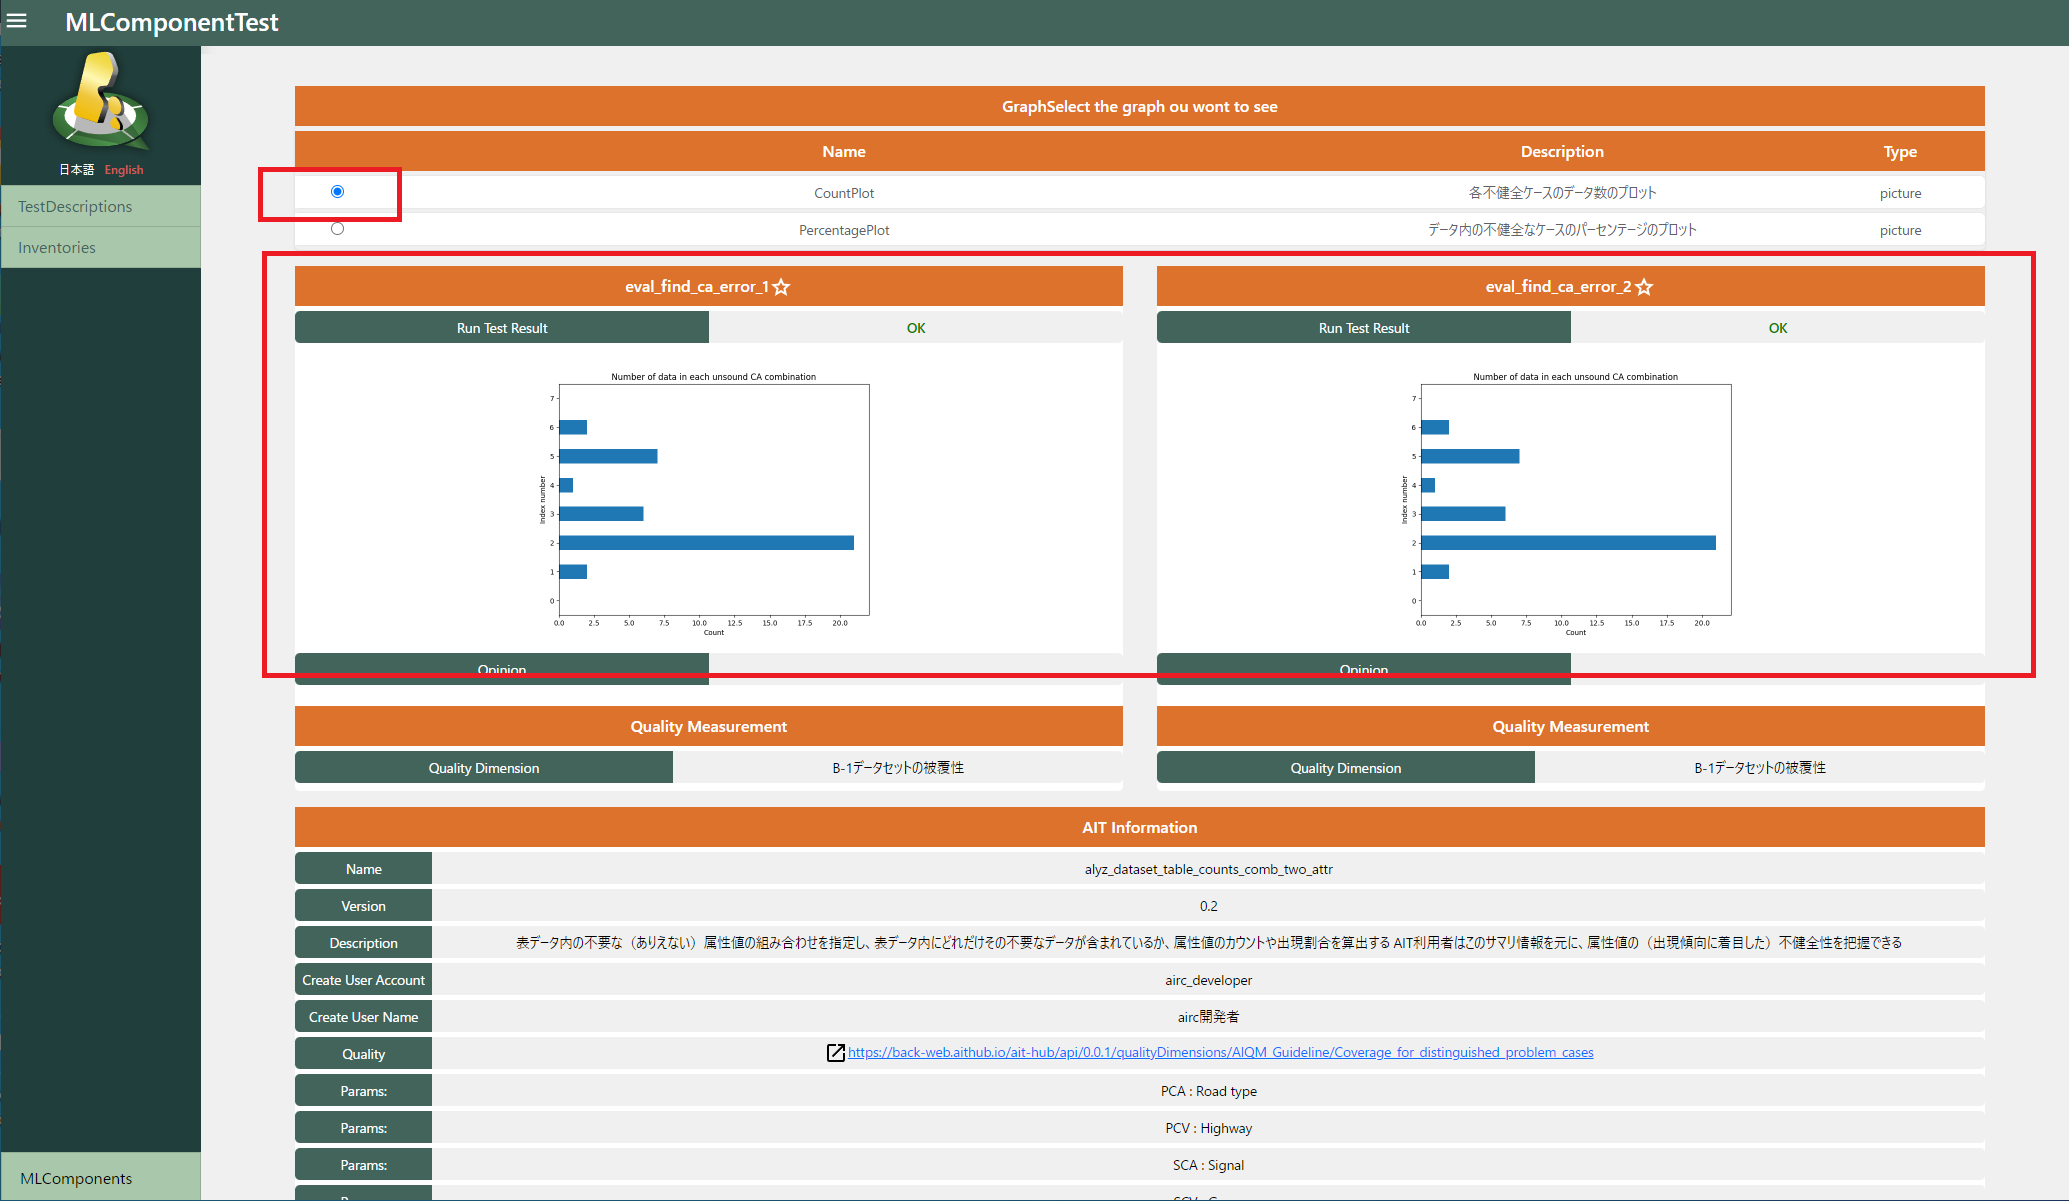 MLComponentTest
日本語 English
TestDescriptions
Inventories
MLComponents
GraphSelect the graph ou wont to see
Name Description Type
CountPlot 各不健全ケースのデータ数のプロット picture
PercentagePlot データ内の不健全なケースのパーセンテージのプロット picture
eval_find_ca_error_1☆
Run Test Result OK
Number of data in each unsound CA combination
Index number
7
6
5
4
3
2
1
0
0.0 2.5 5.0 7.5 10.0 12.5 15.0 17.5 20.0
Count
Opinion
Quality Measurement
Quality Dimension B-1データセットの被覆性
eval_find_ca_error_2☆
Run Test Result OK
Number of data in each unsound CA combination
Index number
7
6
5
4
3
2
1
0
0.0 2.5 5.0 7.5 10.0 12.5 15.0 17.5 20.0
Count
Opinion
Quality Measurement
Quality Dimension B-1データセットの被覆性
AIT Information
Name alyz_dataset_table_counts_comb_two_attr
Version 0.2
Description 表データ内の不要な（ありえない）属性値の組み合わせを指定し、表データ内にどれだけその不要なデータが含まれているか、属性値のカウントや出現割合を算出する AIT利用者はこのサマリ情報を元に、属性値の（出現傾向に着目した）不健全性を把握できる
Create User Account airc_developer
Create User Name airc開発者
Quality https://back-web.aithub.io/ait-hub/api/0.0.1/qualityDimensions/AIQM_Guideline/Coverage_for_distinguished_problem_cases
Params: PCA : Road type
Params: PCV : Highway
Params: SCA : Signal